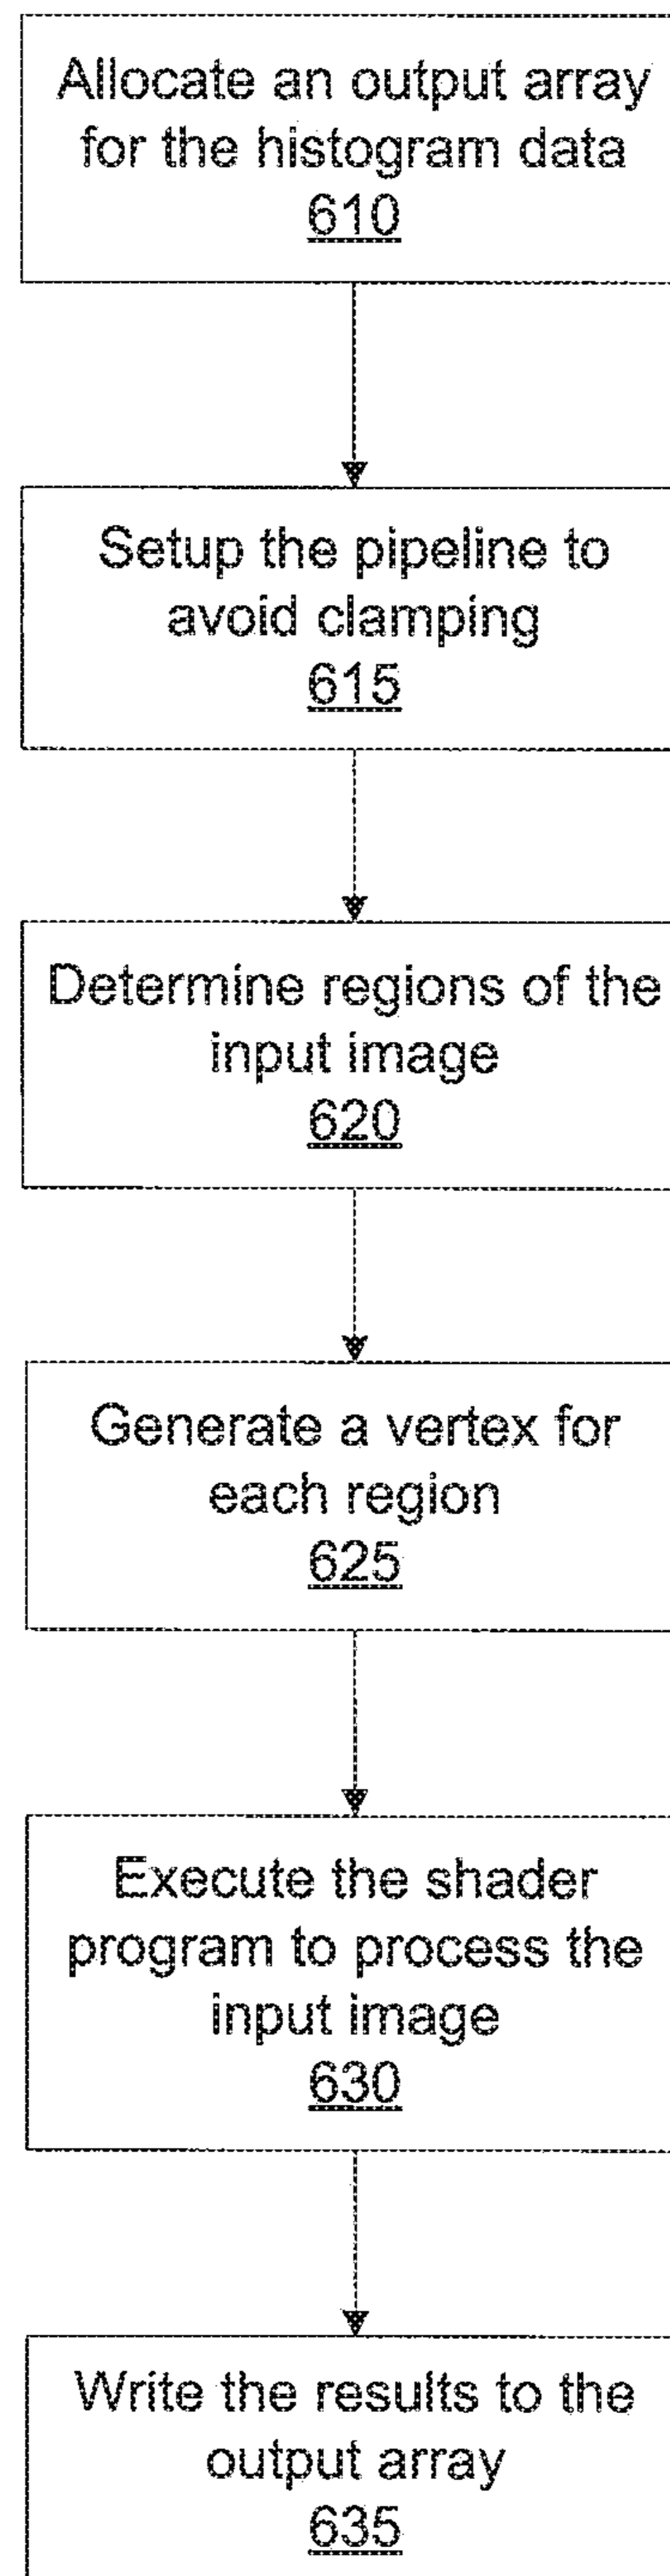 Allocate an output array
for the histogram data
610
Setup the pipeline to
avoid clamping
615
Determine regions of the
input image
620
Generate a vertex for
each region
625
Execute the shader
program to process the
input image
630
Write the results to the
output array
635